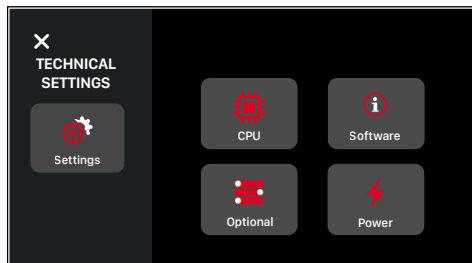 TECHNICAL
SETTINGS
Settings
CPU
Software
Optional
Power